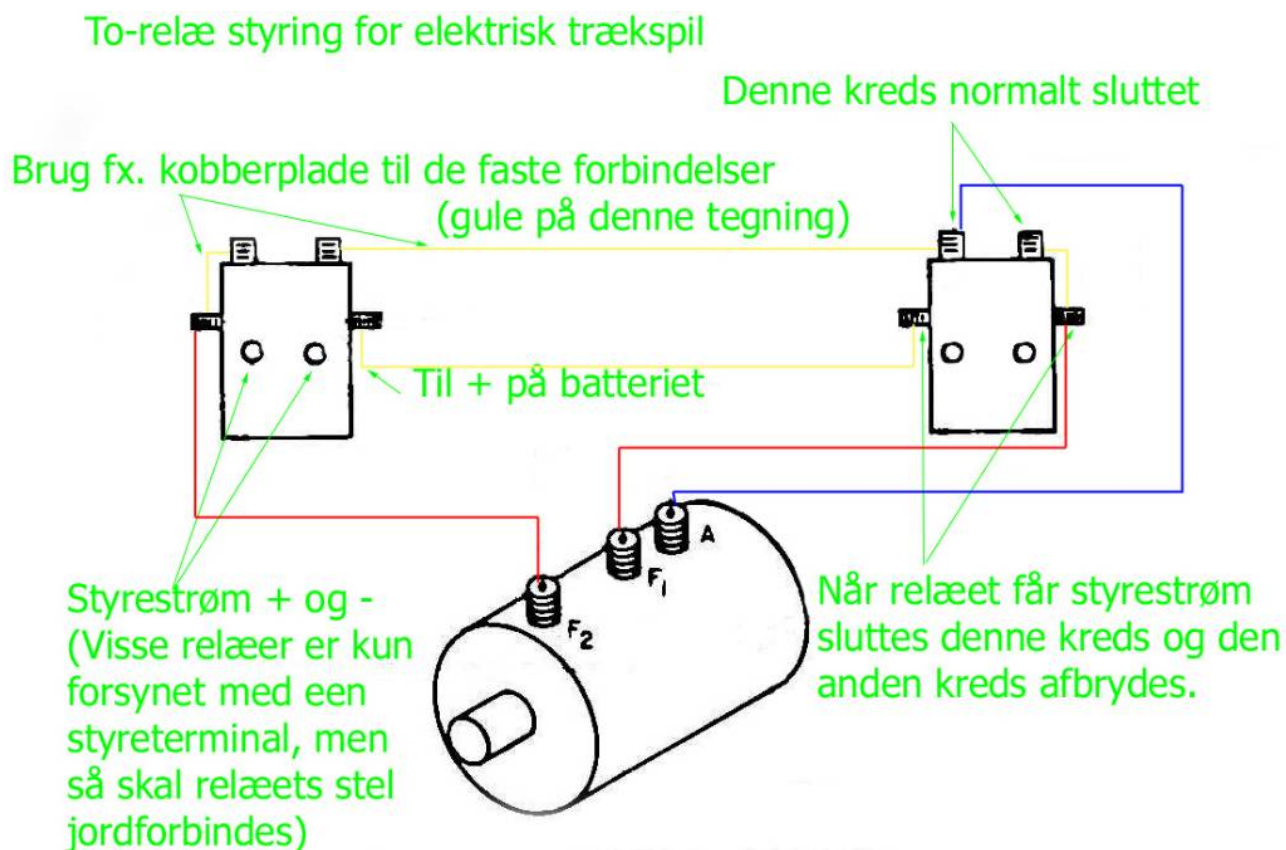 To-relæ styring for elektrisk trækspil
Denne kreds normalt sluttet
Brug fx. kobberplade til de faste forbindelser
(gule på denne tegning)
Til + på batteriet
A
F1
F2
Styrestrøm + og -
(Visse relæer er kun
forsynet med een
styreterminal, men
så skal relæets stel
jordforbindes)
Når relæet får styrestrøm
sluttes denne kreds og den
anden kreds afbrydes.